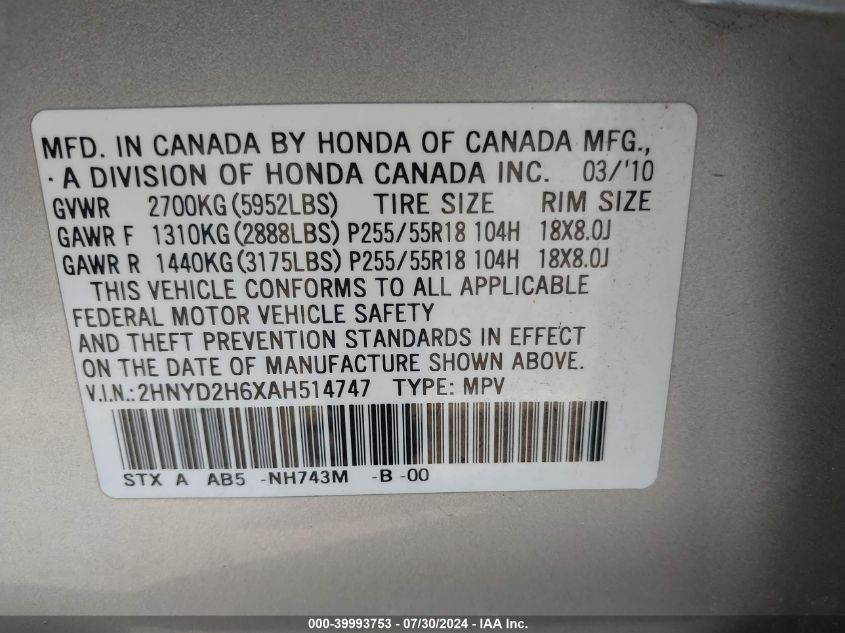 MFD. IN CANADA BY HONDA OF CANADA MFG.,
· A DIVISION OF HONDA CANADA INC. 03/'10
GVWR 2700KG(5952LBS) TIRE SIZE RIM SIZE
GAWR F 1310KG(2888LBS) P255/55R18 104H 18X8.0J
GAWR R 1440KG(3175LBS) P255/55R18 104H 18X8.0J
THIS VEHICLE CONFORMS TO ALL APPLICABLE
FEDERAL MOTOR VEHICLE SAFETY
AND THEFT PREVENTION STANDARDS IN EFFECT
ON THE DATE OF MANUFACTURE SHOWN ABOVE.
V.I.N.:2HNYD2H6XAH514747 TYPE: MPV
STX A AB5 -NH743M -B -00
000-39993753 / 07/30/2024 - IAA Inc.